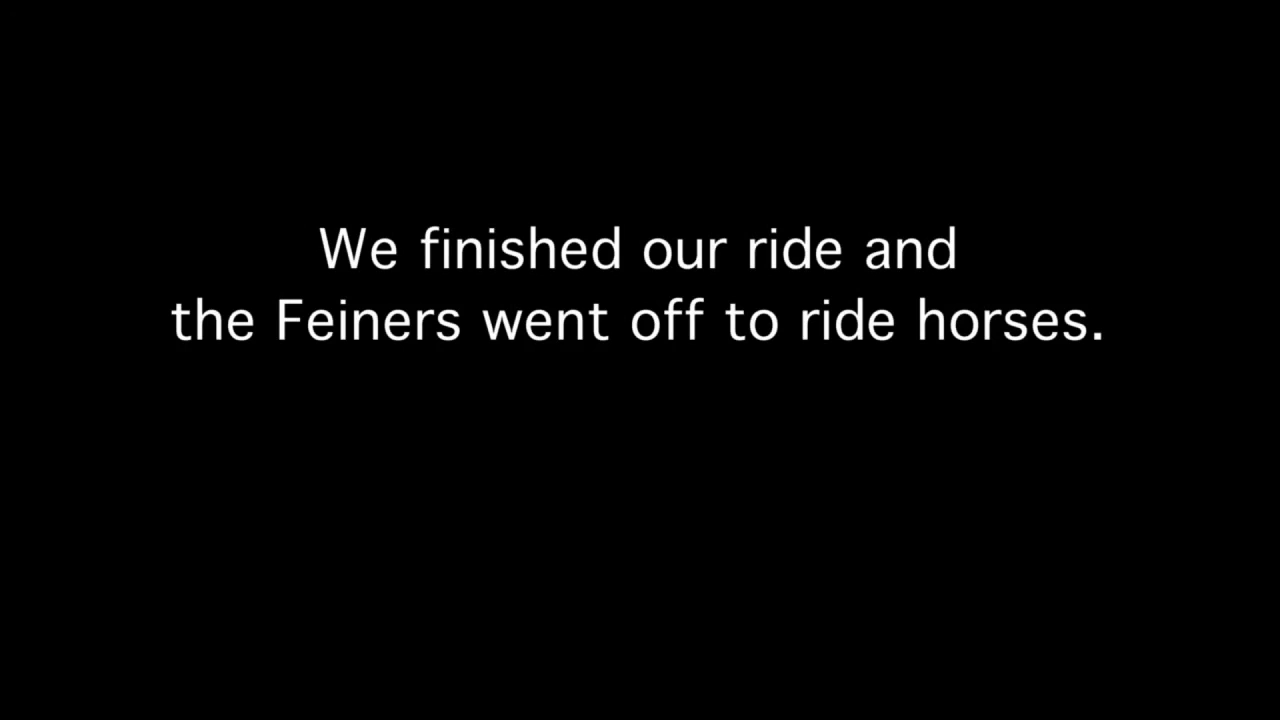 We finished our ride and
the Feiners went off to ride horses.